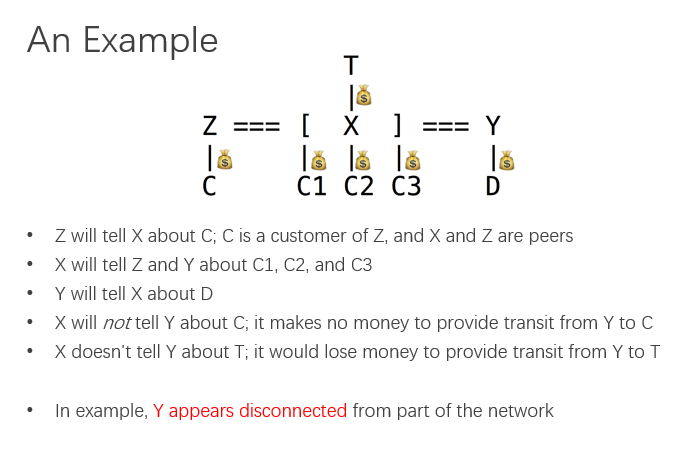 An Example
T
|💰
Z === [ X ] === Y
|💰 |💰 |💰 |💰 |💰
C C1 C2 C3 D
• Z will tell X about C; C is a customer of Z, and X and Z are peers
• X will tell Z and Y about C1, C2, and C3
• Y will tell X about D
• X will not tell Y about C; it makes no money to provide transit from Y to C
• X doesn't tell Y about T; it would lose money to provide transit from Y to T
• In example, Y appears disconnected from part of the network